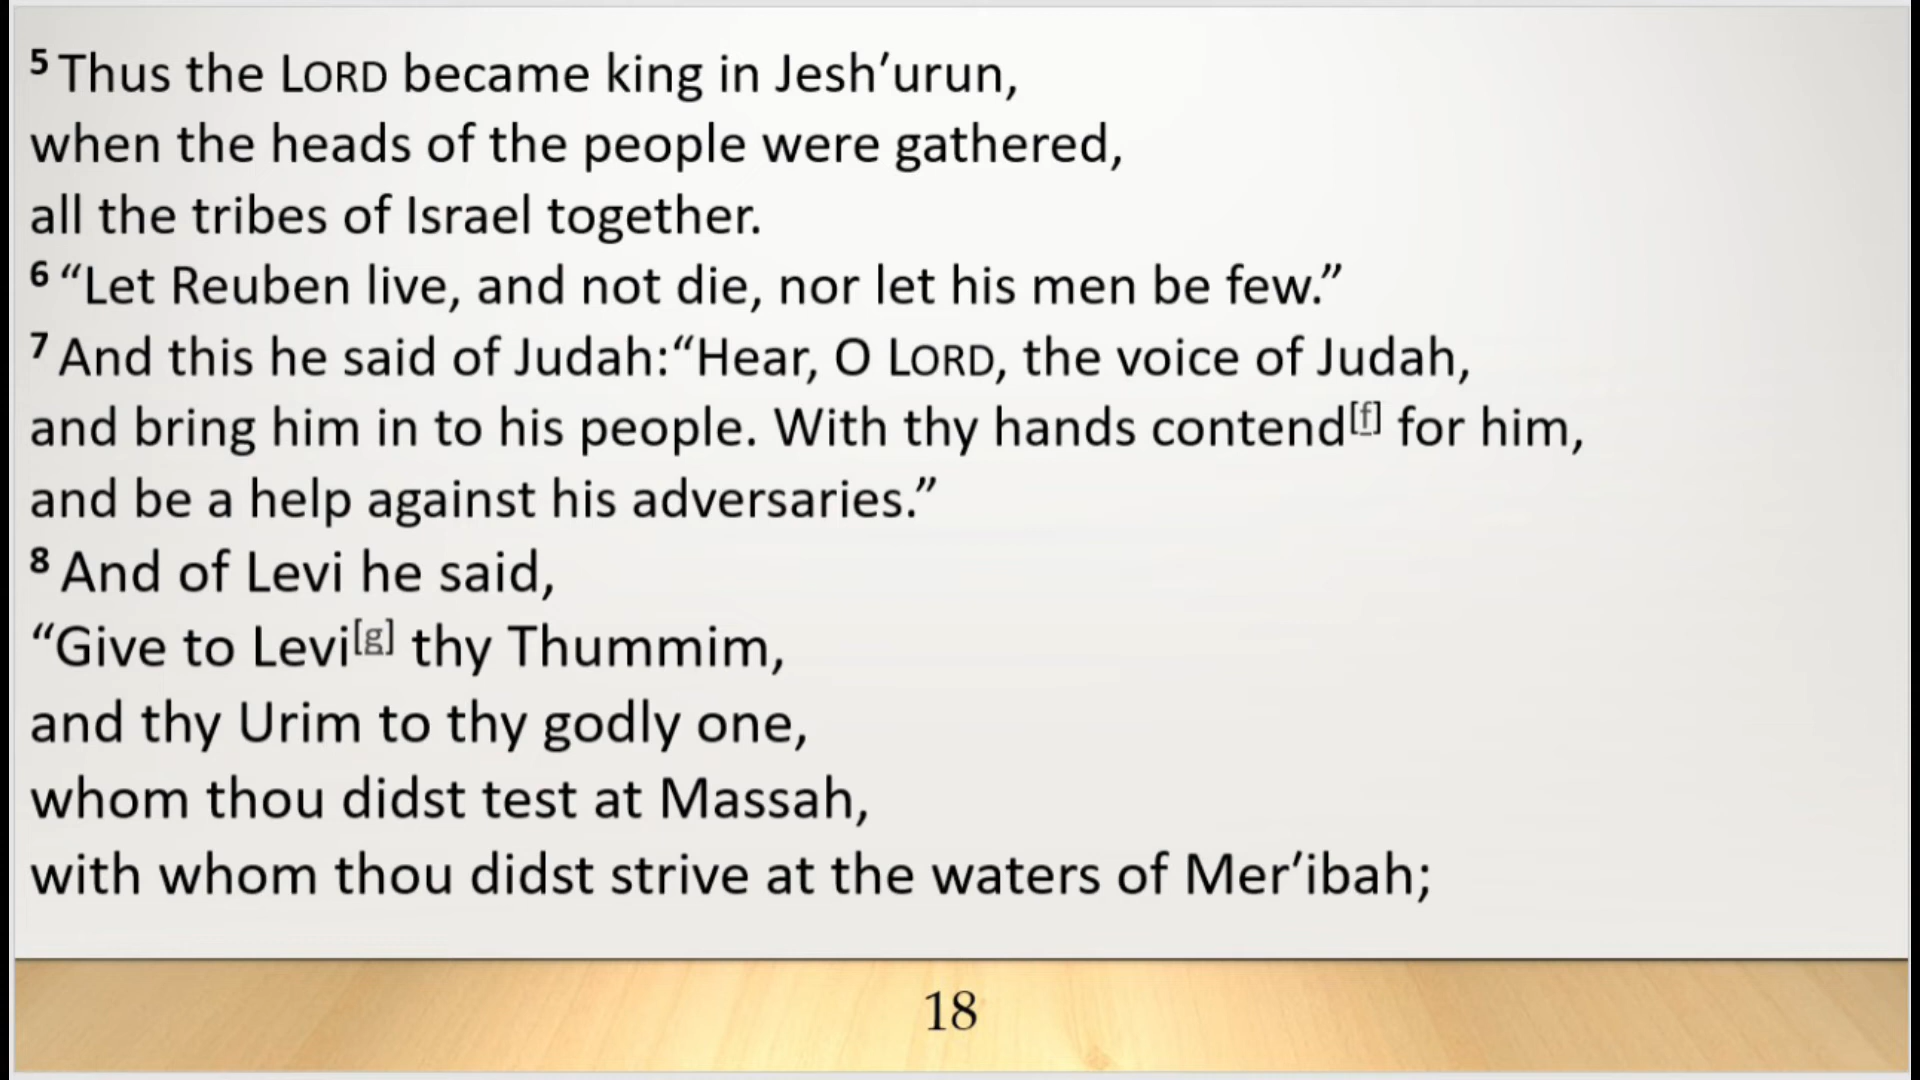 5 Thus the LORD became king in Jesh′urun,
when the heads of the people were gathered,
all the tribes of Israel together.
6 “Let Reuben live, and not die, nor let his men be few.”
7 And this he said of Judah:“Hear, O LORD, the voice of Judah,
and bring him in to his people. With thy hands contend[f] for him,
and be a help against his adversaries.”
8 And of Levi he said,
“Give to Levi[g] thy Thummim,
and thy Urim to thy godly one,
whom thou didst test at Massah,
with whom thou didst strive at the waters of Mer′ibah;
18